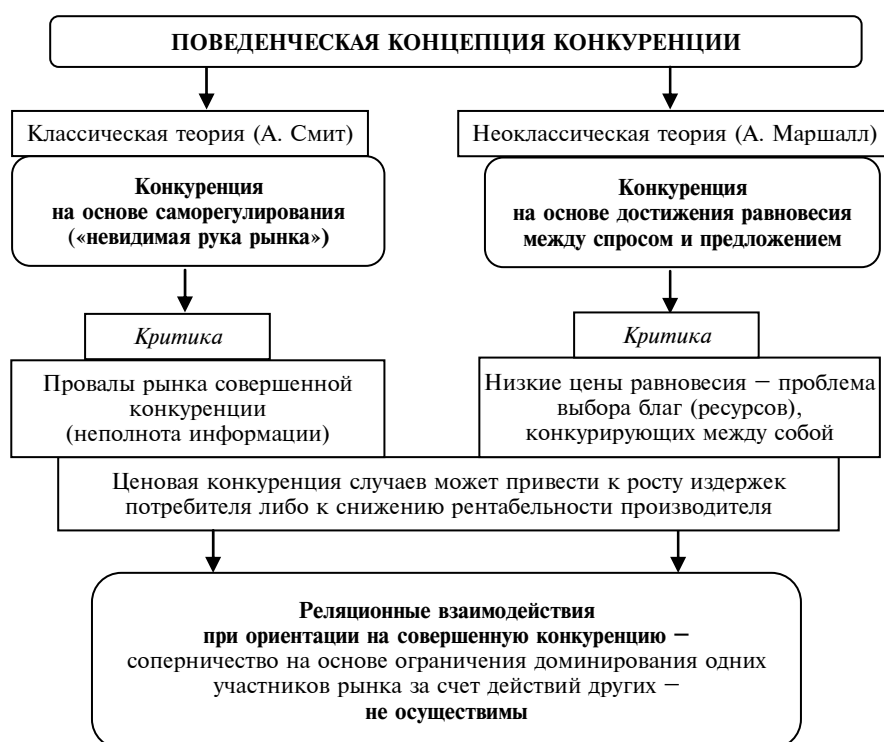 ПОВЕДЕНЧЕСКАЯ КОНЦЕПЦИЯ КОНКУРЕНЦИИ
Классическая теория (А. Смит)
Конкуренция
на основе саморегулирования
(«невидимая рука рынка»)
Критика
Провалы рынка совершенной
конкуренции
(неполнота информации)
Неоклассическая теория (А. Маршалл)
Конкуренция
на основе достижения равновесия
между спросом и предложением
Критика
Низкие цены равновесия – проблема
выбора благ (ресурсов),
конкурирующих между собой
Ценовая конкуренция случаев может привести к росту издержек
потребителя либо к снижению рентабельности производителя
Реляционные взаимодействия
при ориентации на совершенную конкуренцию –
соперничество на основе ограничения доминирования одних
участников рынка за счет действий других –
не осуществимы